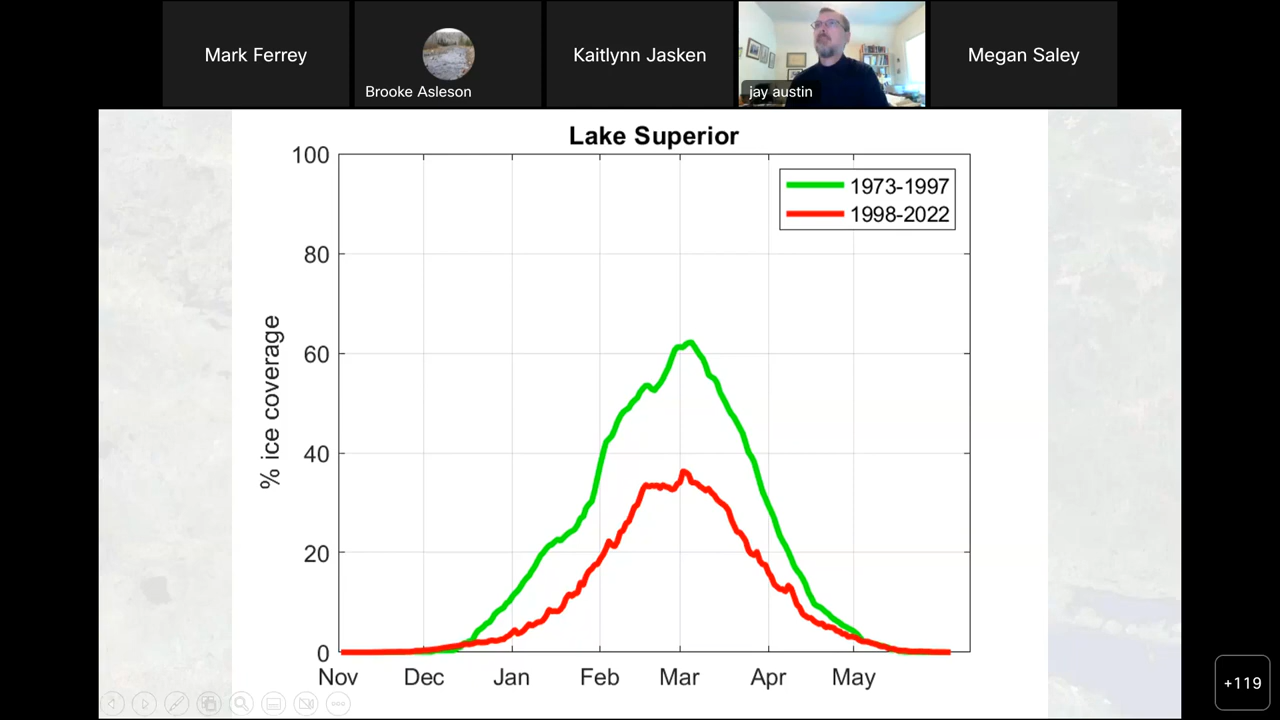 Mark Ferrey
Brooke Asleson
Kaitlynn Jasken
jay austin
Megan Saley
Lake Superior
100
80
60
40
20
0
% ice coverage
1973-1997
1998-2022
Nov Dec Jan Feb Mar Apr May
+119